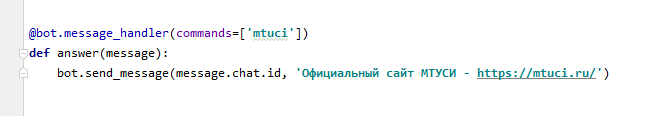 @bot.message_handler(commands=['mtuci'])
def answer(message):
    bot.send_message(message.chat.id, 'Официальный сайт МТУСИ - https://mtuci.ru/')